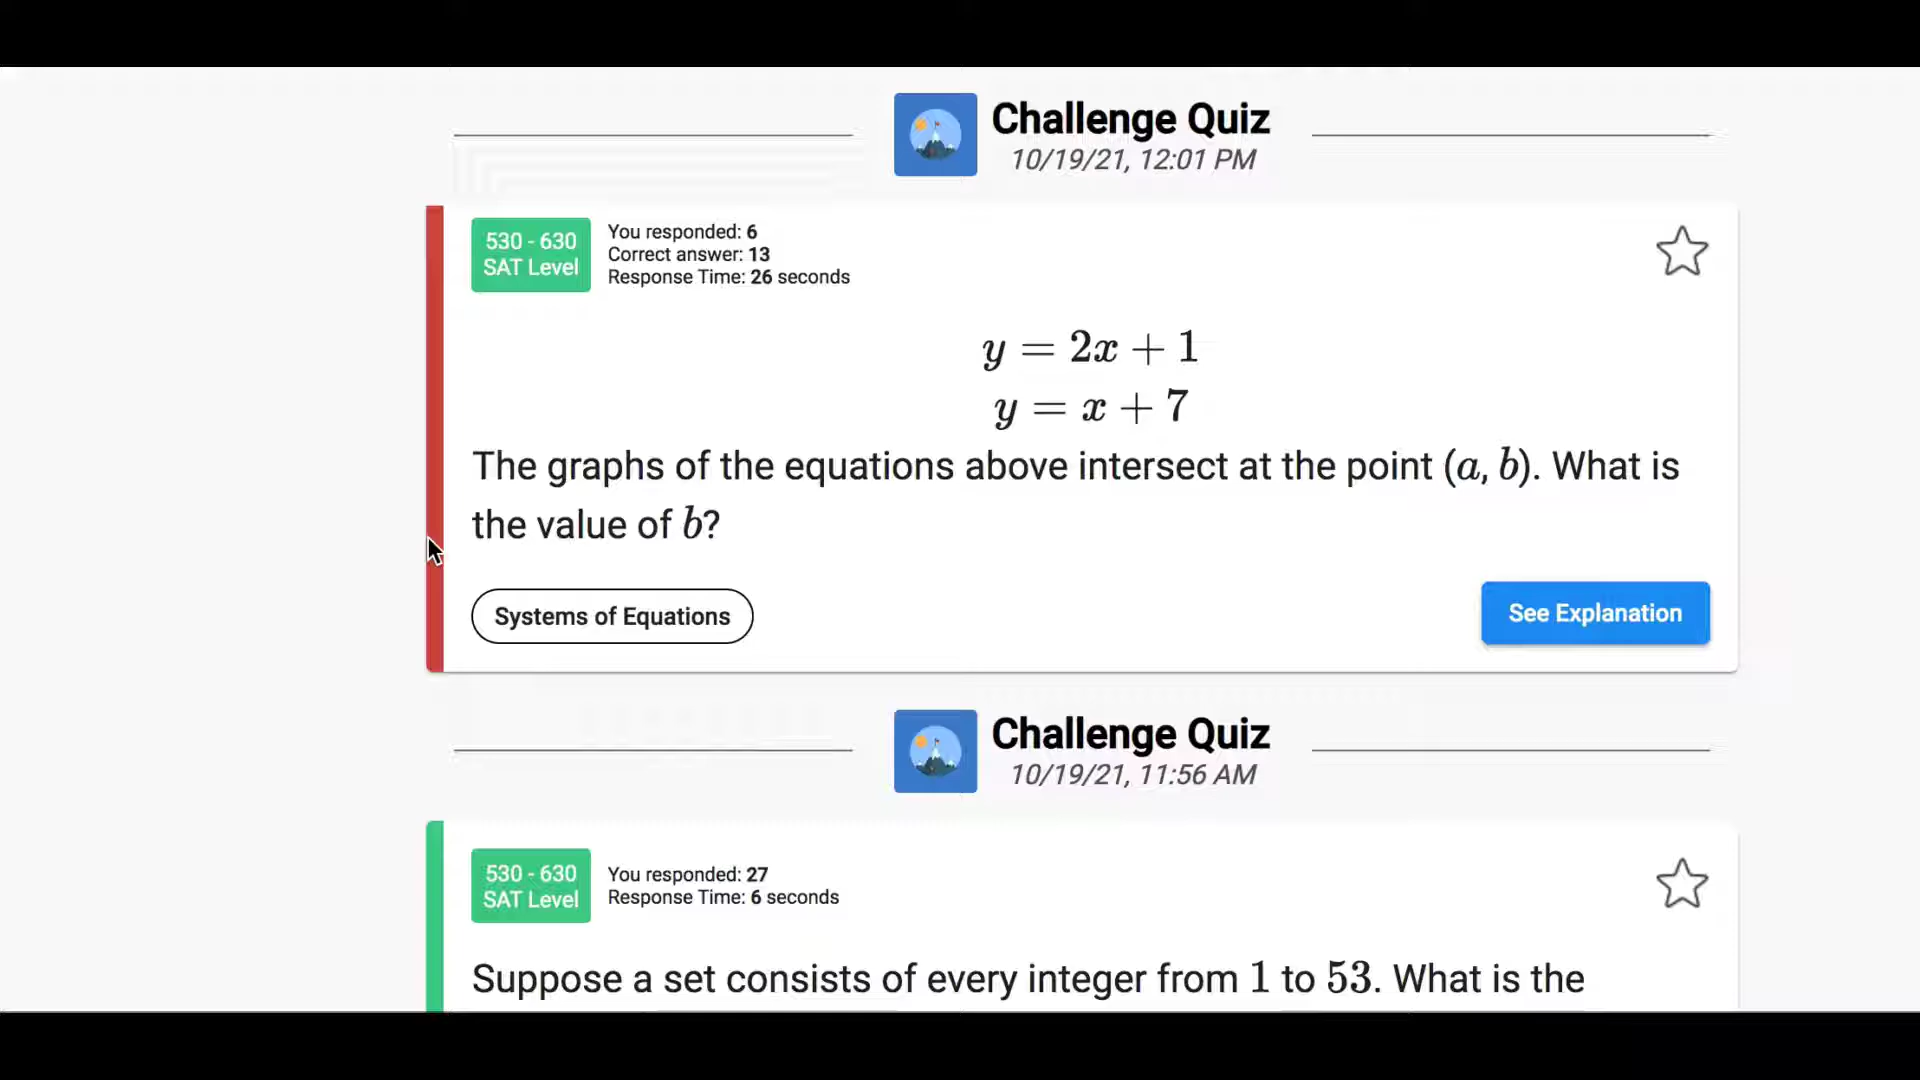 Challenge Quiz
10/19/21, 12:01 PM
530 - 630
SAT Level
You responded: 6
Correct answer: 13
Response Time: 26 seconds
y = 2x + 1
y = x + 7
The graphs of the equations above intersect at the point (a, b). What is
the value of b?
Systems of Equations
See Explanation
Challenge Quiz
10/19/21, 11:56 AM
530 - 630
SAT Level
You responded: 27
Response Time: 6 seconds
Suppose a set consists of every integer from 1 to 53. What is the